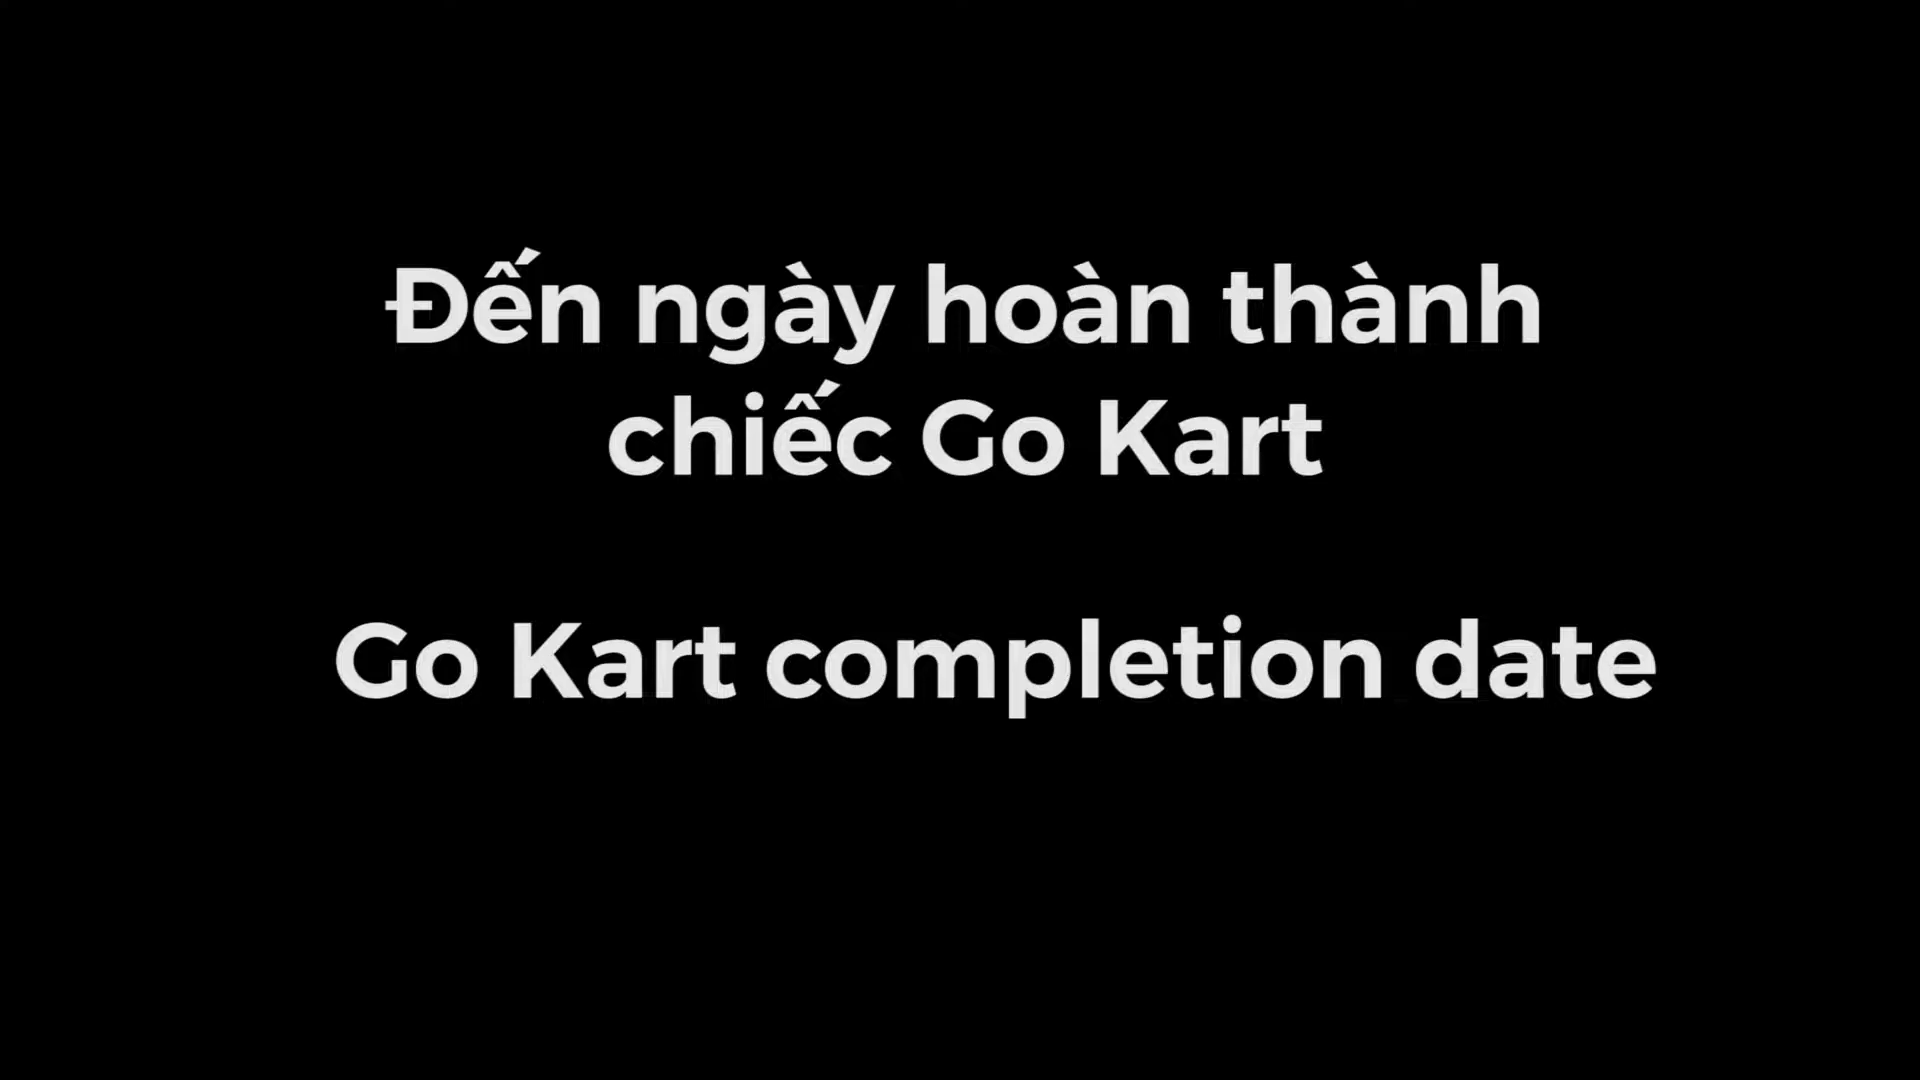 Đến ngày hoàn thành
chiếc Go Kart
Go Kart completion date